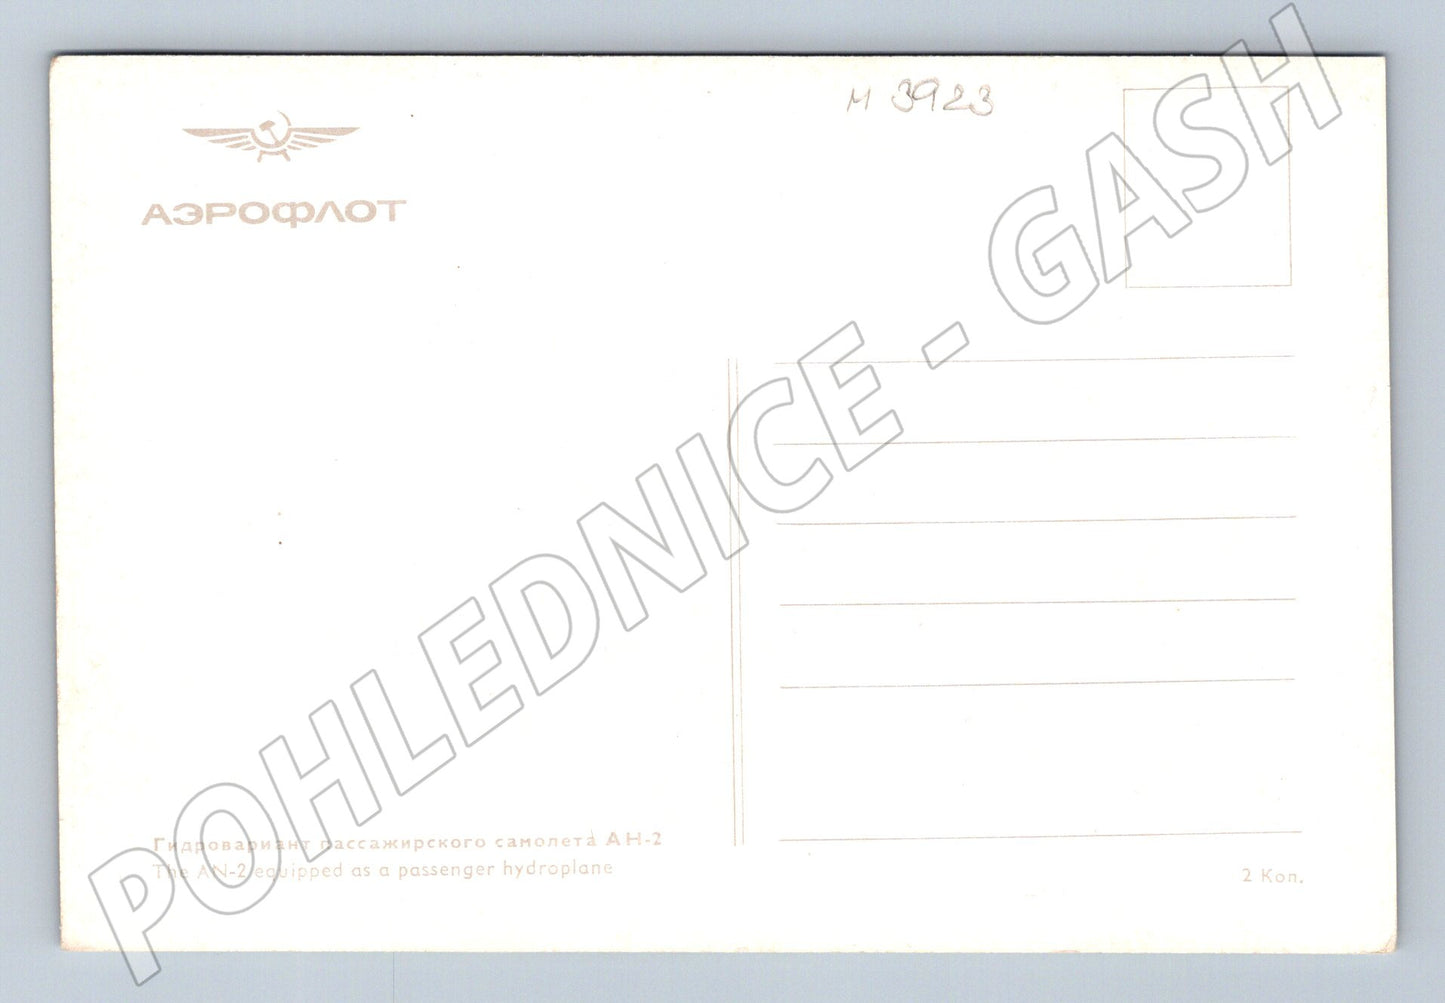 м 3923
АЭРОФЛОТ
POHLEDNICE - GASH
Гидровариант пассажирского самолета АН-2
The AN-2 equipped as a passenger hydroplane
2 Коп.